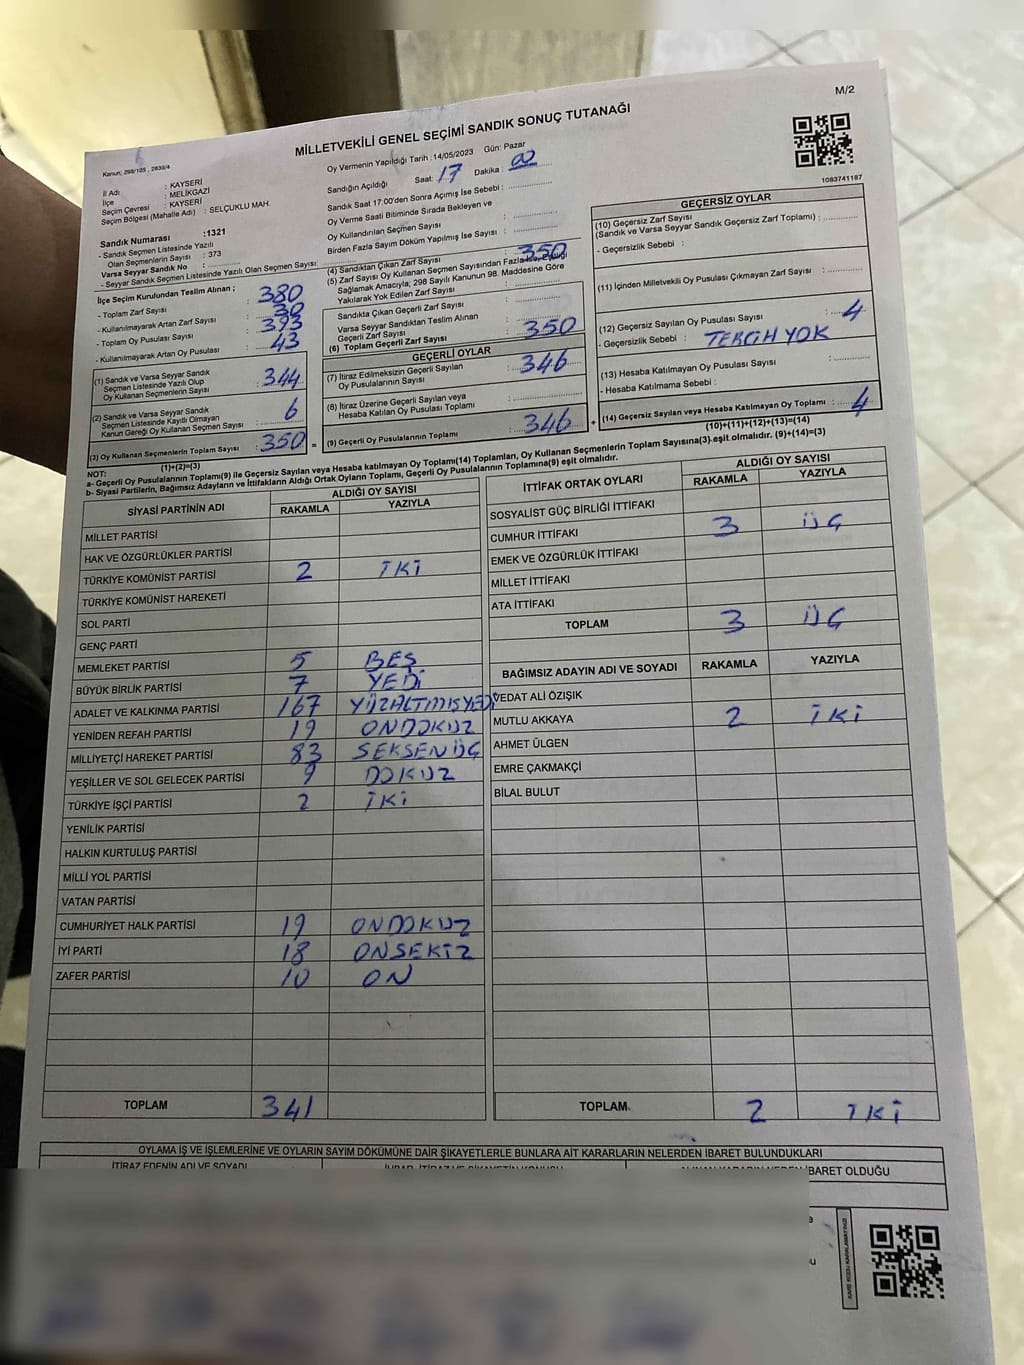 M/2
MİLLETVEKİLİ GENEL SEÇİMİ SANDIK SONUÇ TUTANAĞI
Kanun; 298/105 , 2839/4
Oy Vermenin Yapıldığı Tarih : 14/05/2023 Gün: Pazar
1083741187
İl Adı : KAYSERİ
İlçe : MELİKGAZİ
Seçim Çevresi : KAYSERİ
Seçim Bölgesi (Mahalle Adı) : SELÇUKLU MAH.
Sandık Numarası :1321
- Sandık Seçmen Listesinde Yazılı
Olan Seçmenlerin Sayısı : 373
Varsa Seyyar Sandık No : ............
- Seyyar Sandık Seçmen Listesinde Yazılı Olan Seçmen Sayısı: ............
Sandığın Açıldığı Saat: 17 Dakika : 02
Sandık Saat 17:00'den Sonra Açımış İse Sebebi : ............
Oy Verme Saati Bitiminde Sırada Bekleyen ve
Oy Kullandırılan Seçmen Sayısı : ............
Birden Fazla Sayım Döküm Yapılmış İse Sayısı : ............
İlçe Seçim Kurulundan Teslim Alınan ;
- Toplam Zarf Sayısı : 380
- Kullanılmayarak Artan Zarf Sayısı : 30
- Toplam Oy Pusulası Sayısı : 393
- Kullanılmayarak Artan Oy Pusulası : 43
(1) Sandık ve Varsa Seyyar Sandık
Seçmen Listesinde Yazılı Olup
Oy Kullanan Seçmenlerin Sayısı : 344
(2) Sandık ve Varsa Seyyar Sandık
Seçmen Listesinde Kayıtlı Olmayan
Kanun Gereği Oy Kullanan Seçmen Sayısı : 6
(3) Oy Kullanan Seçmenlerin Toplam Sayısı : 350 =
(1)+(2)=(3)
(4) Sandıktan Çıkan Zarf Sayısı : 350
(5) Zarf Sayısı Oy Kullanan Seçmen Sayısından Fazla İse, Eşitliği
Sağlamak Amacıyla, 298 Sayılı Kanunun 98. Maddesine Göre
Yakılarak Yok Edilen Zarf Sayısı
Sandıkta Çıkan Geçerli Zarf Sayısı
Varsa Seyyar Sandıktan Teslim Alınan
Geçerli Zarf Sayısı
(6) Toplam Geçerli Zarf Sayısı : 350
GEÇERLİ OYLAR
(7) İtiraz Edilmeksizin Geçerli Sayılan
Oy Pusulalarının Sayısı : 346
(8) İtiraz Üzerine Geçerli Sayılan veya
Hesaba Katılan Oy Pusulası Toplamı : ............
(9) Geçerli Oy Pusulalarının Toplamı : 346 +
GEÇERSİZ OYLAR
(10) Geçersiz Zarf Sayısı
(Sandık ve Seyyar Sandık Geçersiz Zarf Toplamı) : ............
- Geçersizlik Sebebi :
(11) İçinden Milletvekili Oy Pusulası Çıkmayan Zarf Sayısı : ............
(12) Geçersiz Sayılan Oy Pusulası Sayısı : 4
- Geçersizlik Sebebi : TERCİH YOK
(13) Hesaba Katılmayan Oy Pusulası Sayısı : ............
- Hesaba Katılmama Sebebi :
(14) Geçersiz Sayılan veya Hesaba Katılmayan Oy Toplamı : 4
(10)+(11)+(12)+(13)=(14)
NOT:
a- Geçerli Oy Pusulalarının Toplamı(9) ile Geçersiz Sayılan veya Hesaba katılmayan Oy Toplamı(14) Toplamları, Oy Kullanan Seçmenlerin Toplam Sayısına(3) eşit olmalıdır. (9)+(14)=(3)
b- Siyasi Partilerin, Bağımsız Adayların ve İttifakların Aldığı Ortak Oyların Toplamı, Geçerli Oy Pusulalarının Toplamına(9) eşit olmalıdır.
SİYASİ PARTİNİN ADI ALDIĞI OY SAYISI
RAKAMLA YAZIYLA
MİLLET PARTİSİ
HAK VE ÖZGÜRLÜKLER PARTİSİ
TÜRKİYE KOMÜNİST PARTİSİ 2 İKİ
TÜRKİYE KOMÜNİST HAREKETİ
SOL PARTİ
GENÇ PARTİ
MEMLEKET PARTİSİ 5 BEŞ
BÜYÜK BİRLİK PARTİSİ 7 YEDİ
ADALET VE KALKINMA PARTİSİ 167 YÜZALTMIŞYEDİ
YENİDEN REFAH PARTİSİ 19 ONDOKUZ
MİLLİYETÇİ HAREKET PARTİSİ 83 SEKSENÜÇ
YEŞİLLER VE SOL GELECEK PARTİSİ 9 DOKUZ
TÜRKİYE İŞÇİ PARTİSİ 2 İKİ
YENİLİK PARTİSİ
HALKIN KURTULUŞ PARTİSİ
MİLLİ YOL PARTİSİ
VATAN PARTİSİ
CUMHURİYET HALK PARTİSİ 19 ONDOKUZ
İYİ PARTİ 18 ONSEKİZ
ZAFER PARTİSİ 10 ON
TOPLAM 341
İTTİFAK ORTAK OYLARI ALDIĞI OY SAYISI
RAKAMLA YAZIYLA
SOSYALİST GÜÇ BİRLİĞİ İTTİFAKI
CUMHUR İTTİFAKI 3 ÜÇ
EMEK VE ÖZGÜRLÜK İTTİFAKI
MİLLET İTTİFAKI
ATA İTTİFAKI
TOPLAM 3 ÜÇ
BAĞIMSIZ ADAYIN ADI VE SOYADI RAKAMLA YAZIYLA
VEDAT ALİ ÖZIŞIK
MUTLU AKKAYA 2 İKİ
AHMET ÜLGEN
EMRE ÇAKMAKÇİ
BİLAL BULUT
TOPLAM 2 İKİ
OYLAMA İŞ VE İŞLEMLERİNE VE OYLARIN SAYIM DÖKÜMÜNE DAİR ŞİKAYETLERLE BUNLARA AİT KARARLARIN NELERDEN İBARET BULUNDUKLARI
İTİRAZ EDENİN ADI VE SOYADI
İBARET OLDUĞU